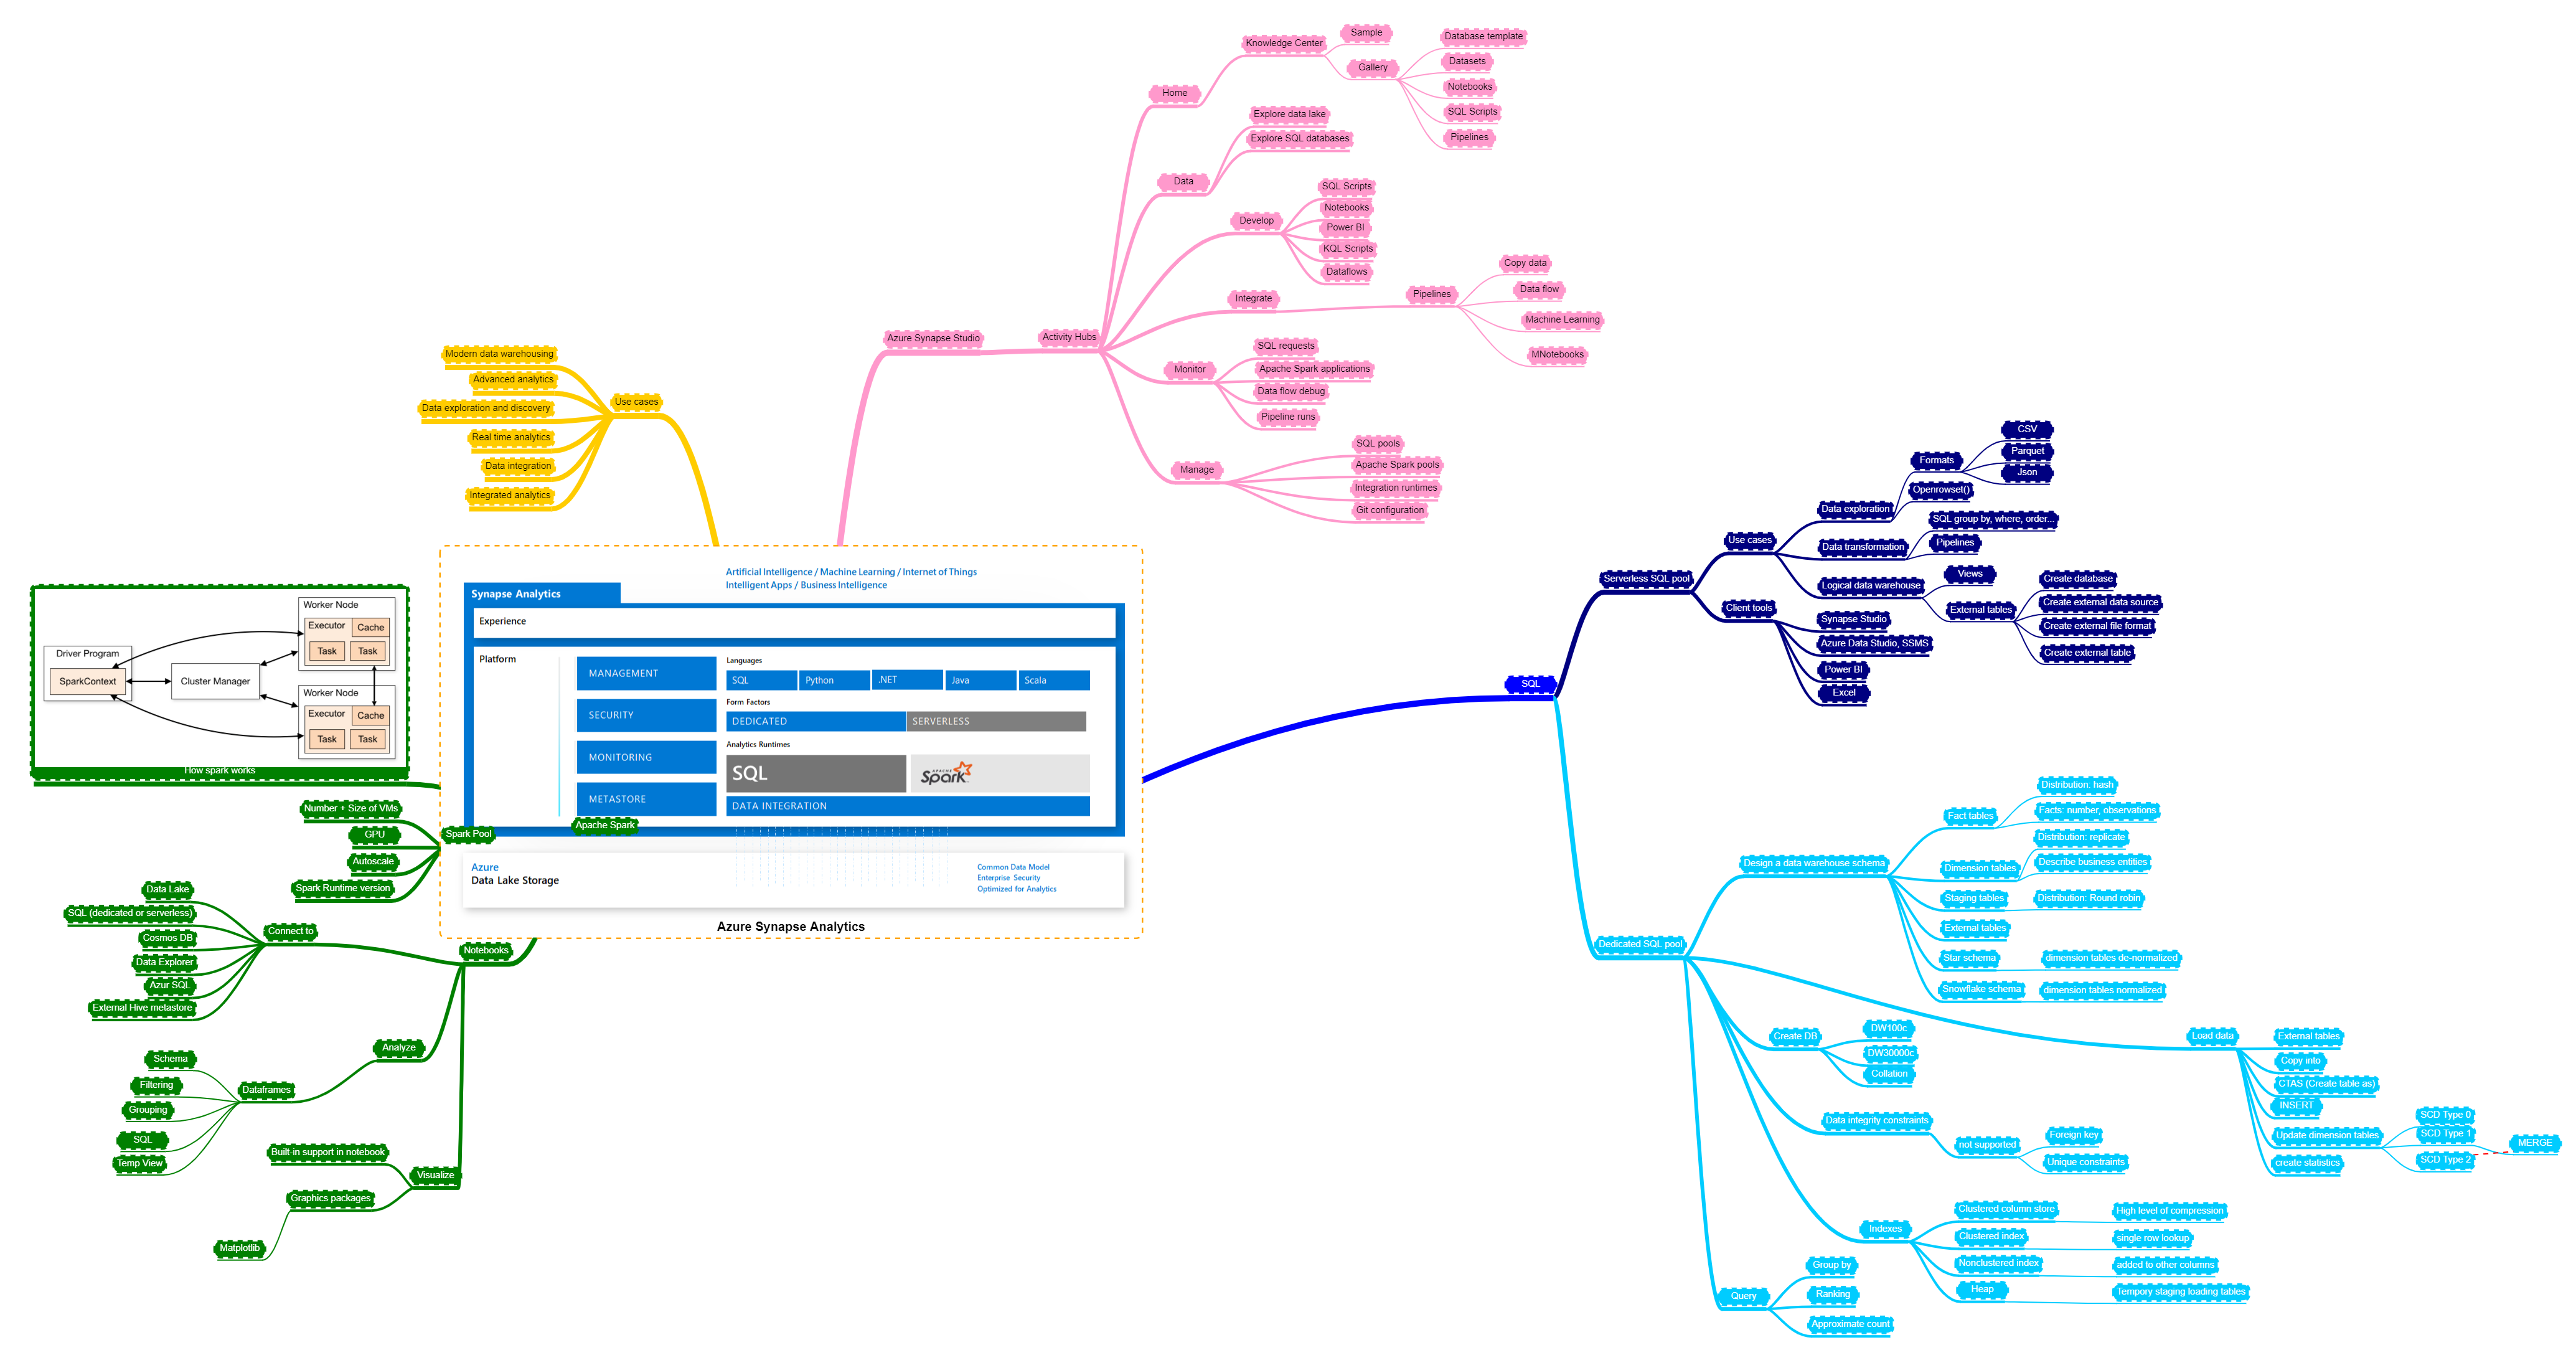 Knowledge Center
Sample
Gallery
Database template
Datasets
Notebooks
SQL Scripts
Pipelines
Home
Explore data lake
Explore SQL databases
Data
SQL Scripts
Notebooks
Power BI
KQL Scripts
Dataflows
Develop
Integrate
Pipelines
Copy data
Data flow
Machine Learning
MNotebooks
Azure Synapse Studio
Activity Hubs
Monitor
SQL requests
Apache Spark applications
Data flow debug
Pipeline runs
Manage
SQL pools
Apache Spark pools
Integration runtimes
Git configuration
Modern data warehousing
Advanced analytics
Data exploration and discovery
Real time analytics
Data integration
Integrated analytics
Use cases
Artificial Intelligence / Machine Learning / Internet of Things
Intelligent Apps / Business Intelligence
Synapse Analytics
Experience
Platform
MANAGEMENT
SECURITY
MONITORING
METASTORE
Languages
SQL
Python
.NET
Java
Scala
Form Factors
DEDICATED
SERVERLESS
Analytics Runtimes
SQL
APACHE
Spark
DATA INTEGRATION
Azure
Data Lake Storage
Common Data Model
Enterprise Security
Optimized for Analytics
Azure Synapse Analytics
Driver Program
SparkContext
Cluster Manager
Worker Node
Executor
Cache
Task
Task
Worker Node
Executor
Cache
Task
Task
How spark works
Apache Spark
Spark Pool
Number + Size of VMs
GPU
Autoscale
Spark Runtime version
Notebooks
Connect to
Data Lake
SQL (dedicated or serverless)
Cosmos DB
Data Explorer
Azur SQL
External Hive metastore
Analyze
Dataframes
Schema
Filtering
Grouping
SQL
Temp View
Visualize
Built-in support in notebook
Graphics packages
Matplotlib
SQL
Serverless SQL pool
Use cases
Data exploration
Formats
CSV
Parquet
Json
Openrowset()
Data transformation
SQL group by, where, order...
Pipelines
Logical data warehouse
Views
External tables
Create database
Create external data source
Create external file format
Create external table
Client tools
Synapse Studio
Azure Data Studio, SSMS
Power BI
Excel
Dedicated SQL pool
Design a data warehouse schema
Fact tables
Distribution: hash
Facts: number, observations
Dimension tables
Distribution: replicate
Describe business entities
Staging tables
Distribution: Round robin
External tables
Star schema
dimension tables de-normalized
Snowflake schema
dimension tables normalized
Load data
External tables
Copy into
CTAS (Create table as)
INSERT
Update dimension tables
SCD Type 0
SCD Type 1
SCD Type 2
MERGE
create statistics
Create DB
DW100c
DW30000c
Collation
Data integrity constraints
not supported
Foreign key
Unique constraints
Indexes
Clustered column store
High level of compression
Clustered index
single row lookup
Nonclustered index
added to other columns
Heap
Tempory staging loading tables
Query
Group by
Ranking
Approximate count